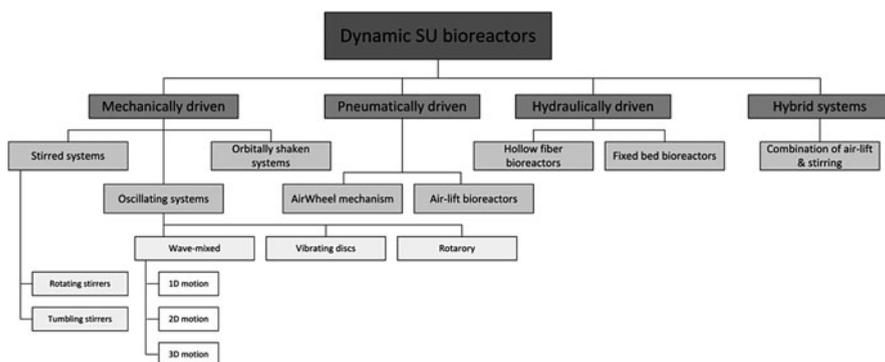 Dynamic SU bioreactors
Mechanically driven
Pneumatically driven
Hydraulically driven
Hybrid systems
Stirred systems
Orbitally shaken
systems
Hollow fiber
bioreactors
Fixed bed bioreactors
Combination of air-lift
& stirring
Oscillating systems
AirWheel mechanism
Air-lift bioreactors
Wave-mixed
Vibrating discs
Rotarory
Rotating stirrers
1D motion
Tumbling stirrers
2D motion
3D motion